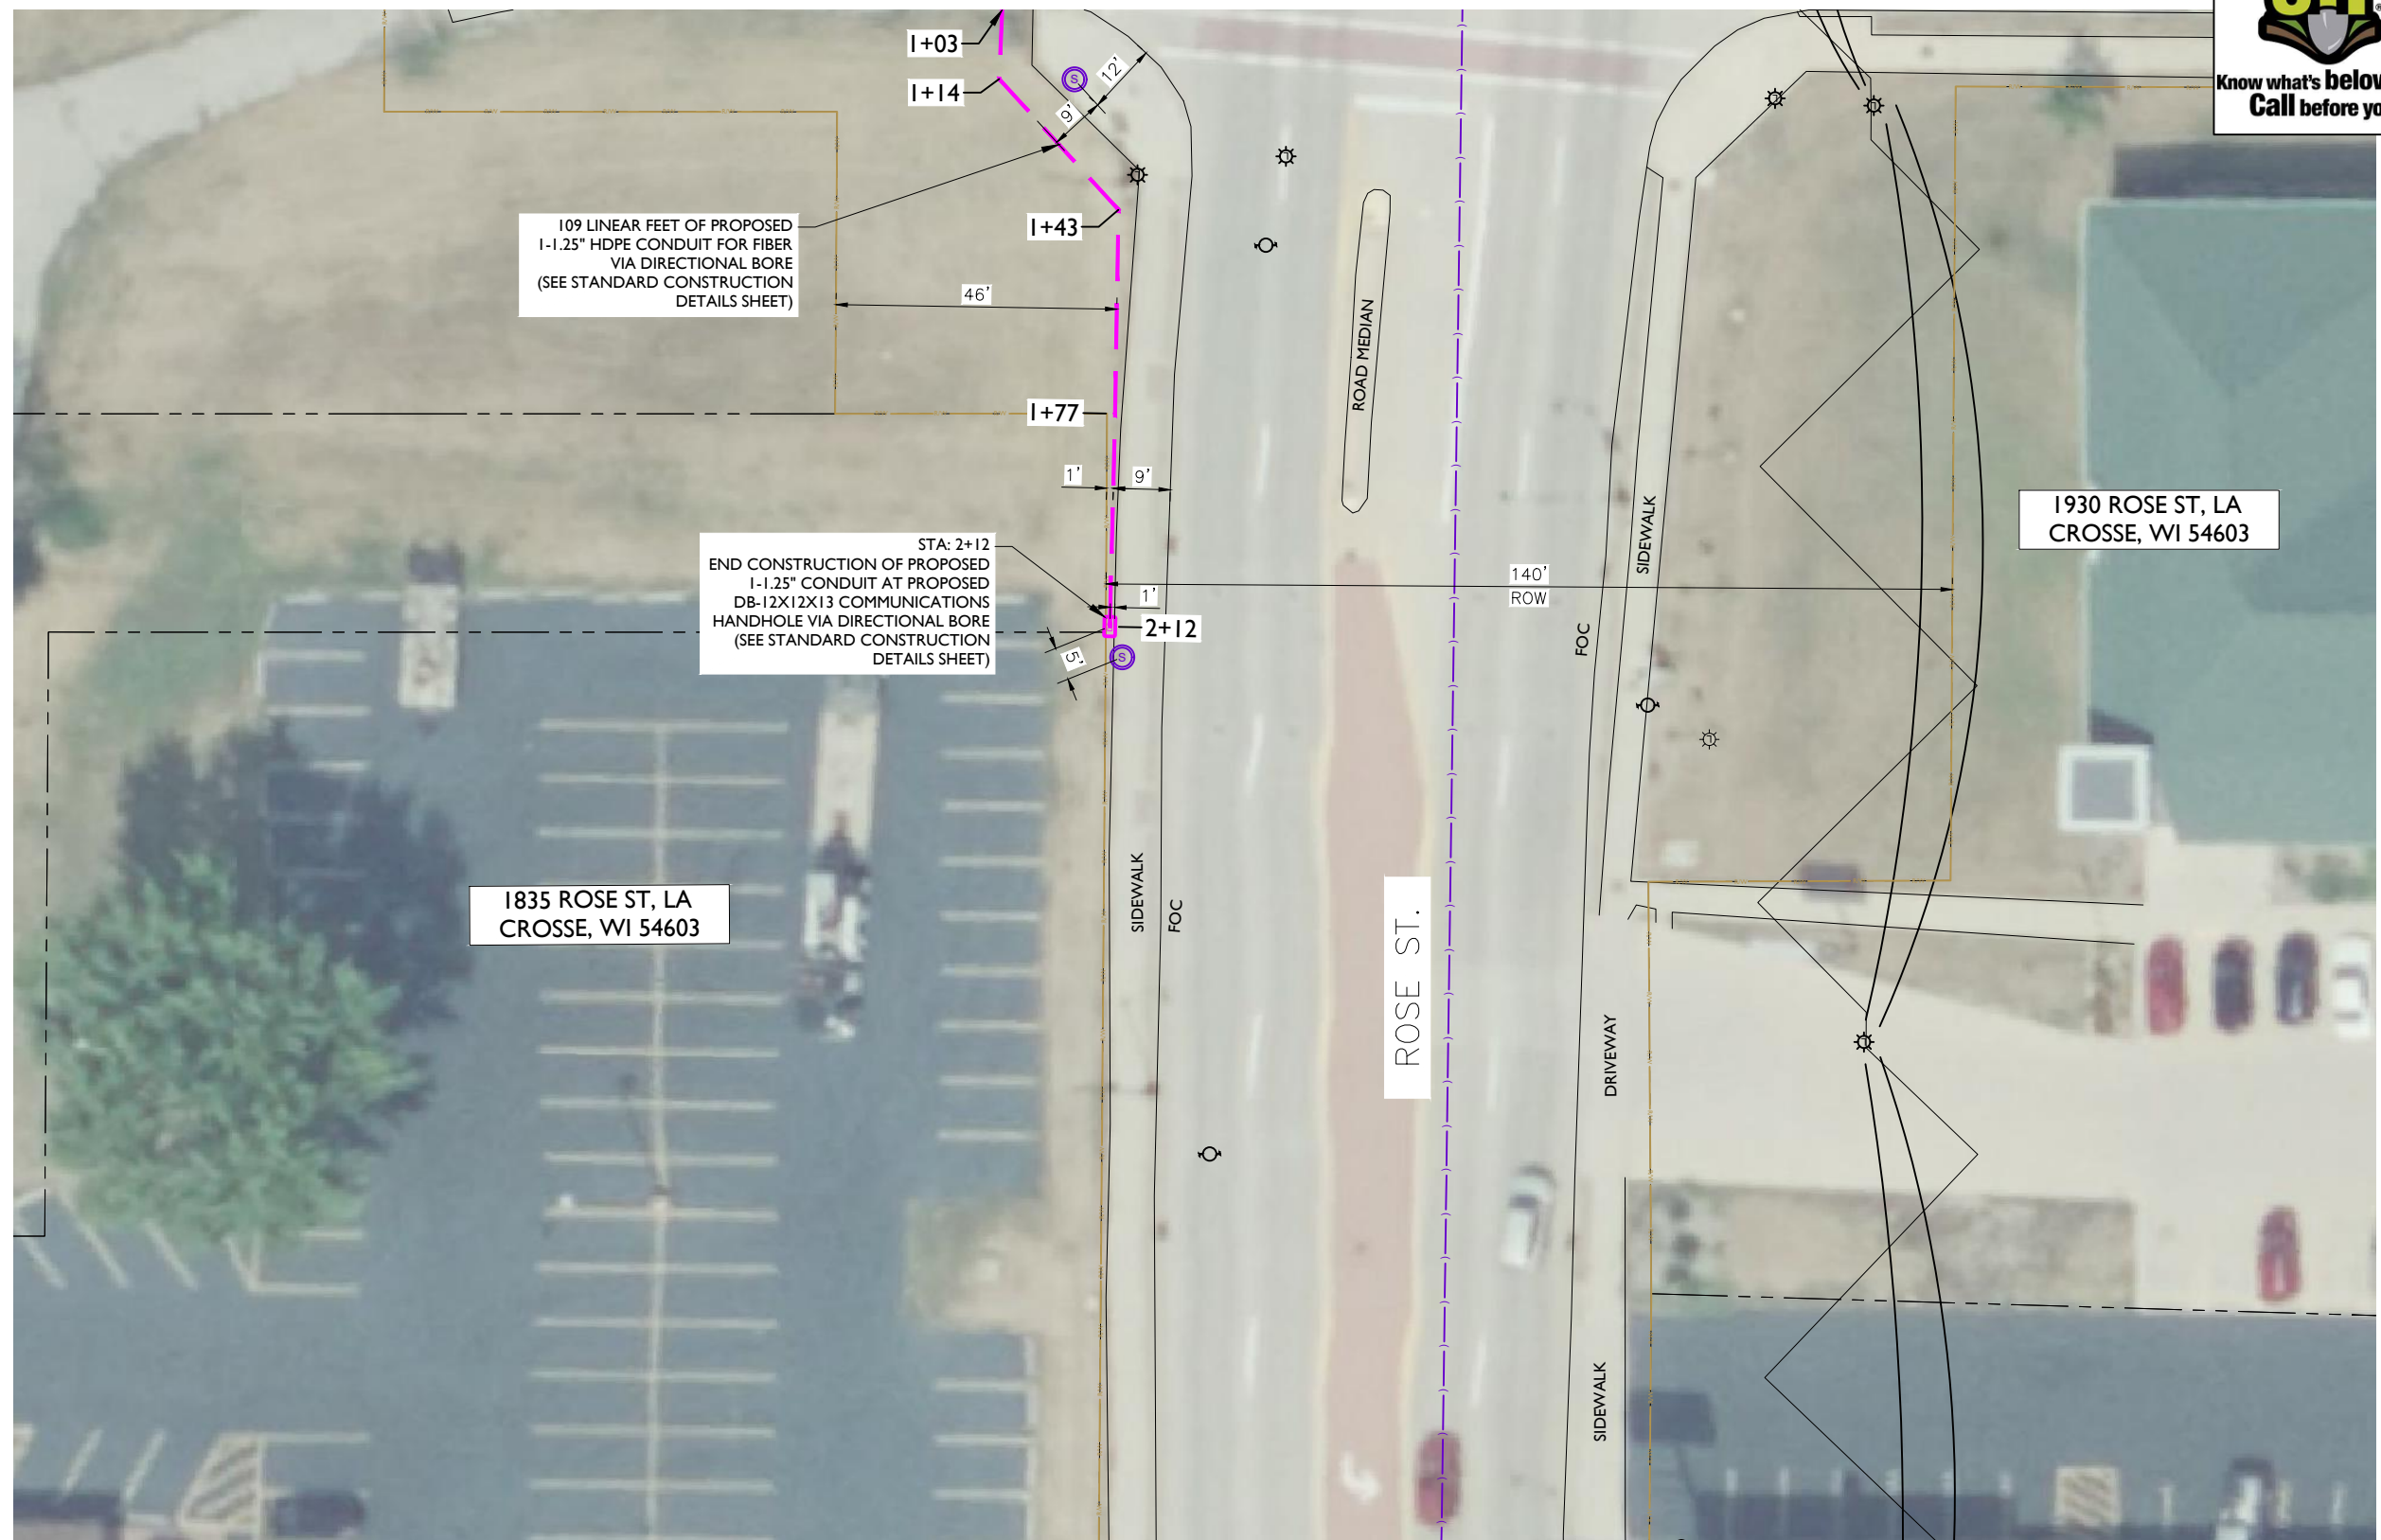 Know what's below
Call before yo
1+03
1+14
12'
9'
109 LINEAR FEET OF PROPOSED
1-1.25" HDPE CONDUIT FOR FIBER
VIA DIRECTIONAL BORE
(SEE STANDARD CONSTRUCTION
DETAILS SHEET)
1+43
46'
ROAD MEDIAN
1+77
1'
9'
SIDEWALK
1930 ROSE ST, LA
CROSSE, WI 54603
STA: 2+12
END CONSTRUCTION OF PROPOSED
1-1.25" CONDUIT AT PROPOSED
DB-12X12X13 COMMUNICATIONS
HANDHOLE VIA DIRECTIONAL BORE
(SEE STANDARD CONSTRUCTION
DETAILS SHEET)
140'
ROW
1'
2+12
5'
S
S
FOC
1835 ROSE ST, LA
CROSSE, WI 54603
SIDEWALK
FOC
ROSE ST.
DRIVEWAY
SIDEWALK